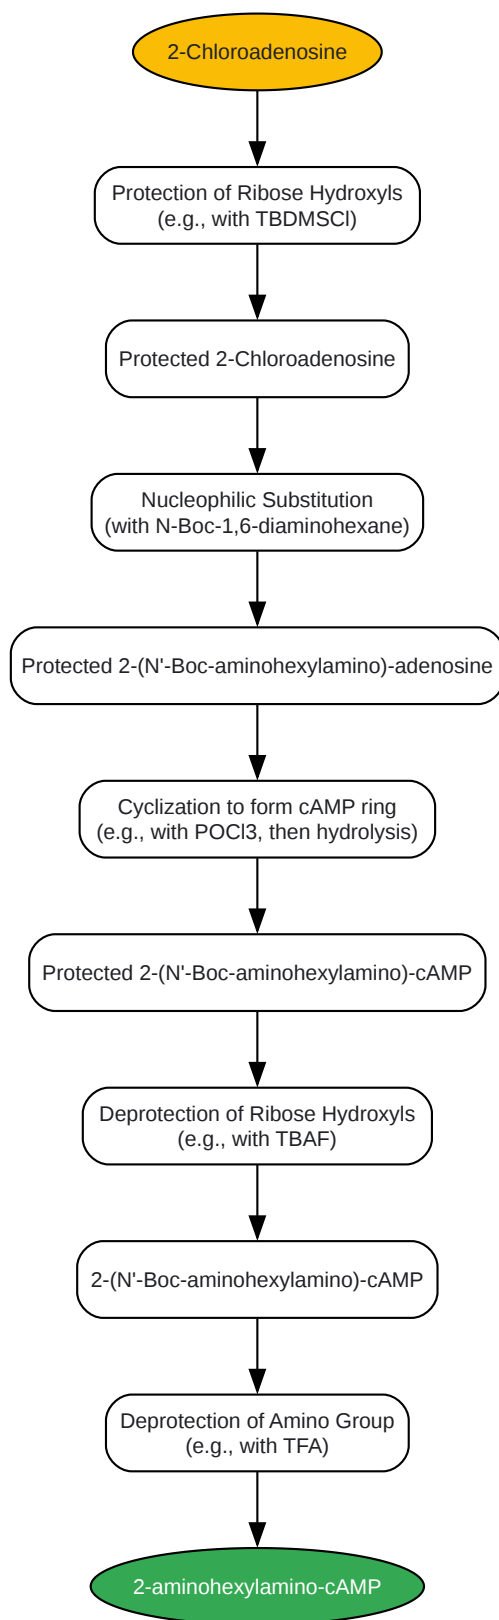 2-Chloroadenosine
Protection of Ribose Hydroxyls
(e.g., with TBDMSCl)
Protected 2-Chloroadenosine
Nucleophilic Substitution
(with N-Boc-1,6-diaminohexane)
Protected 2-(N'-Boc-aminohexylamino)-adenosine
Cyclization to form cAMP ring
(e.g., with POCl3, then hydrolysis)
Protected 2-(N'-Boc-aminohexylamino)-cAMP
Deprotection of Ribose Hydroxyls
(e.g., with TBAF)
2-(N'-Boc-aminohexylamino)-cAMP
Deprotection of Amino Group
(e.g., with TFA)
2-aminohexylamino-cAMP